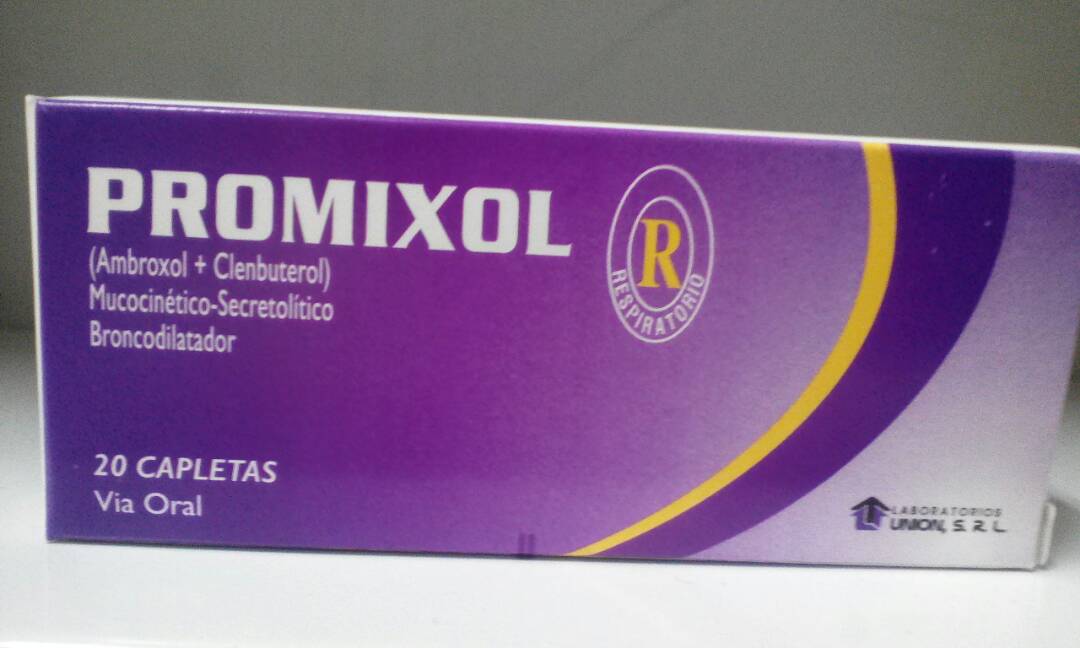 PROMIXOL
(Ambroxol + Clenbuterol)
Mucocinético-Secretolítico
Broncodilatador
R
RESPIRATORIO
20 CAPLETAS
Via Oral
LABORATORIOS
UNION, S. R. L.